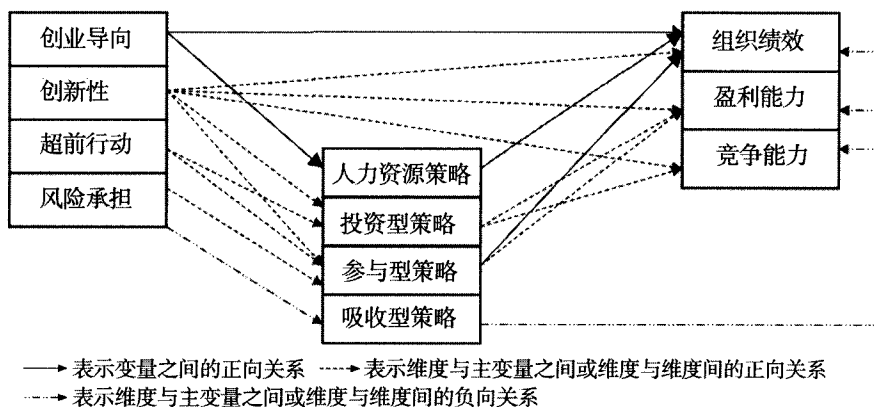 创业导向
创新性
超前行动
风险承担
人力资源策略
投资型策略
参与型策略
吸收型策略
组织绩效
盈利能力
竞争能力
表示变量之间的正向关系 表示维度与主变量之间或维度与维度间的正向关系
表示维度与主变量之间或维度与维度间的负向关系